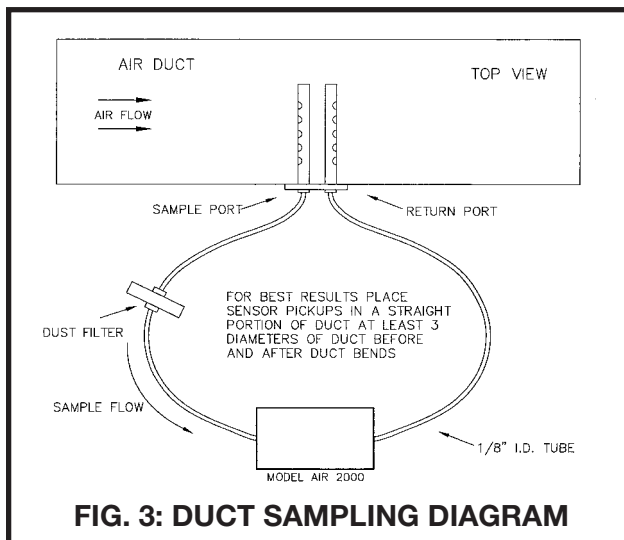 AIR DUCT
TOP VIEW
AIR FLOW
SAMPLE PORT
RETURN PORT
FOR BEST RESULTS PLACE
SENSOR PICKUPS IN A STRAIGHT
PORTION OF DUCT AT LEAST 3
DIAMETERS OF DUCT BEFORE
AND AFTER DUCT BENDS
DUST FILTER
SAMPLE FLOW
1/8" I.D. TUBE
MODEL AIR 2000
FIG. 3: DUCT SAMPLING DIAGRAM